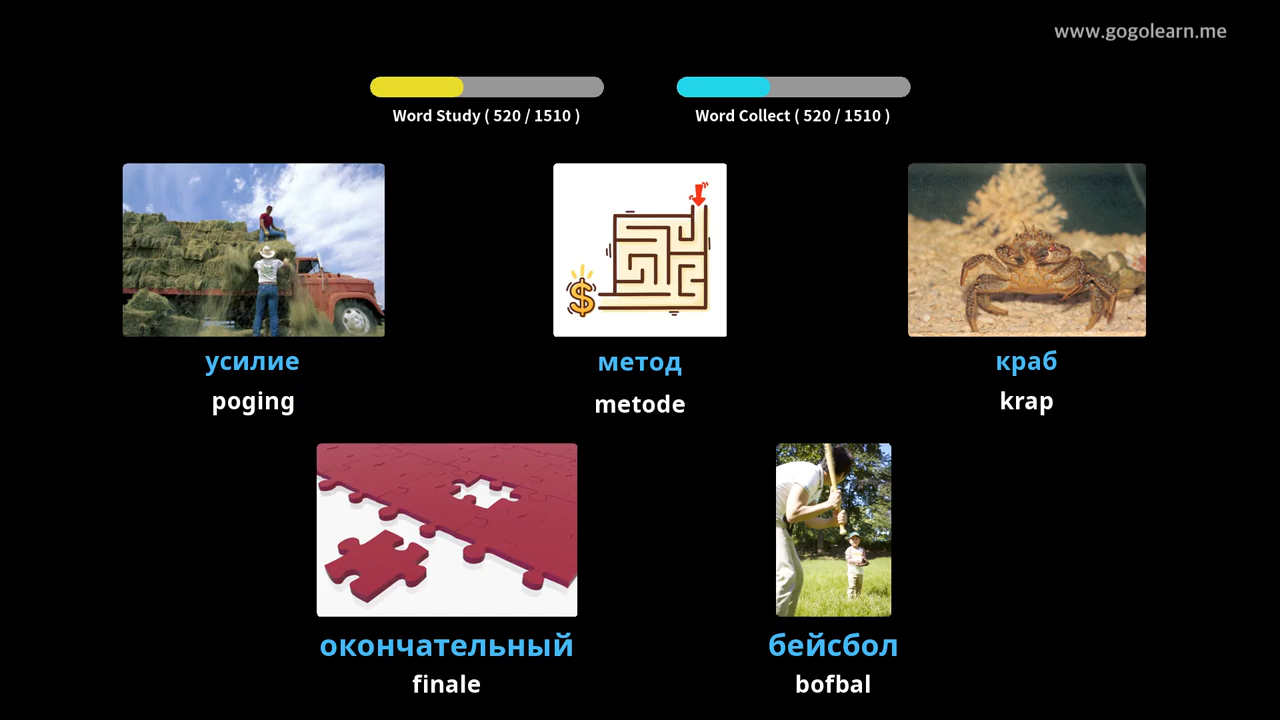 www.gogolearn.me
Word Study ( 520 / 1510 )
Word Collect ( 520 / 1510 )
усилие
poging
метод
metode
краб
krap
окончательный
finale
бейсбол
bofbal